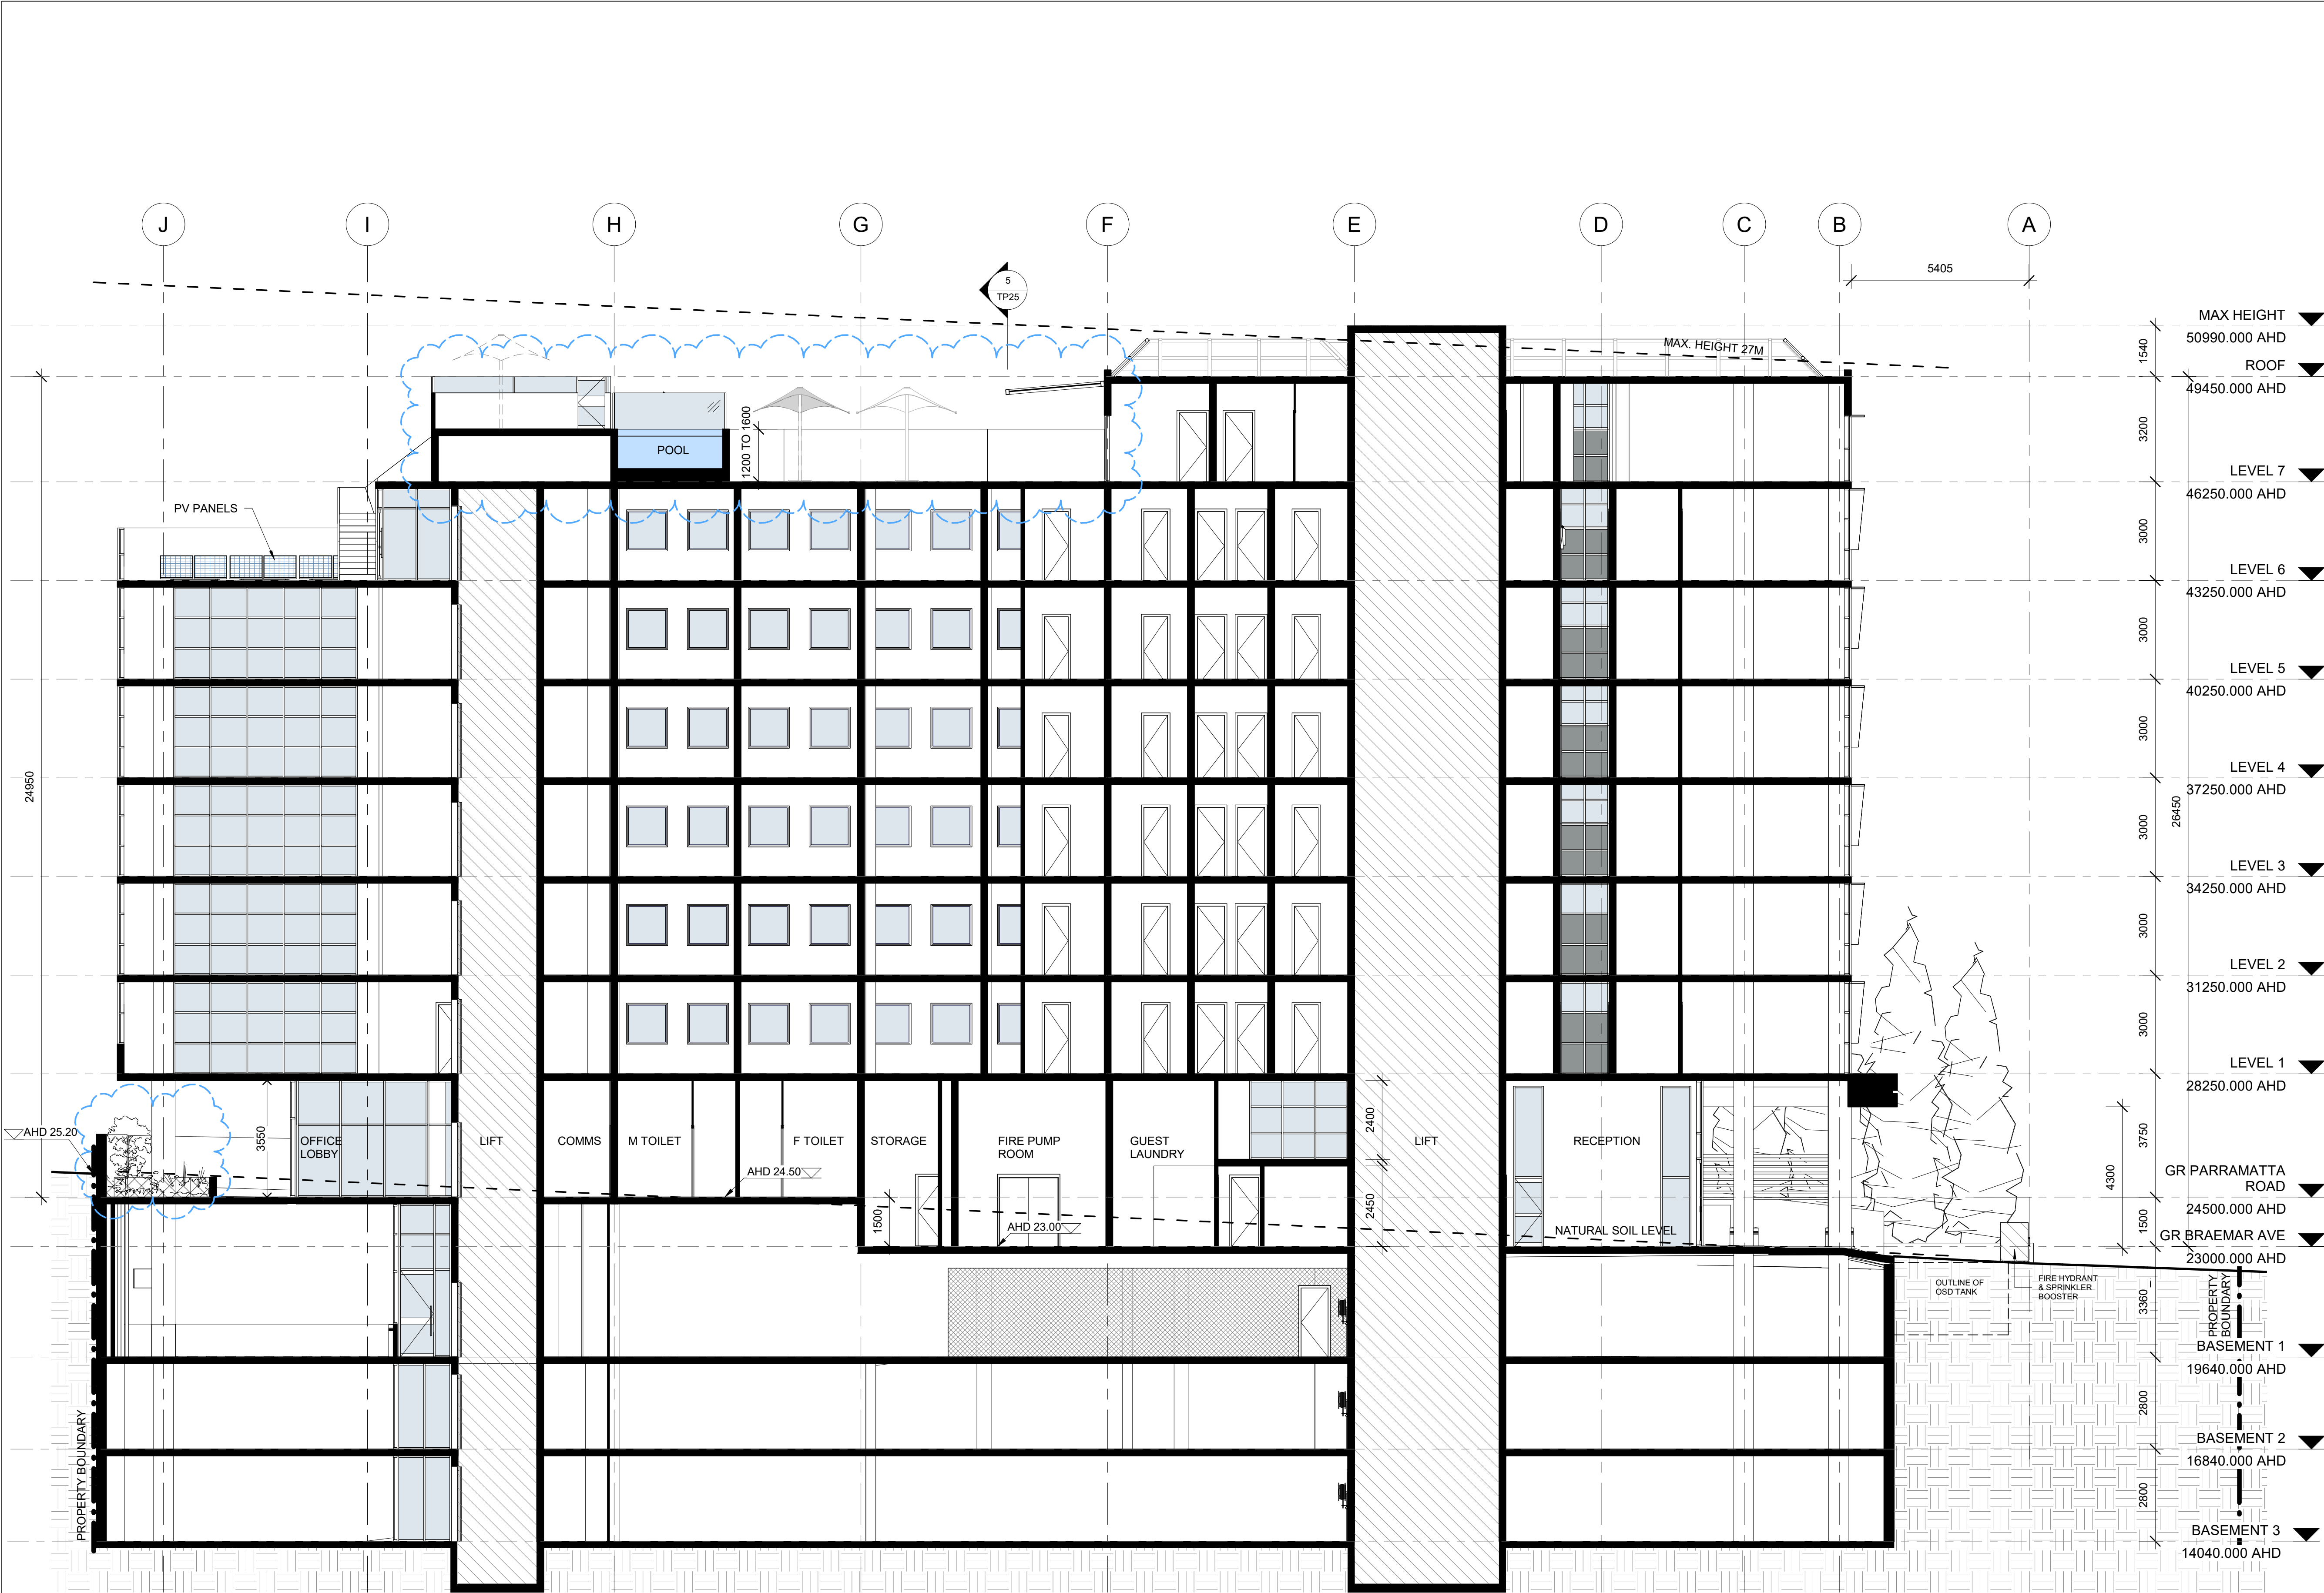 J
I
H
G
F
E
D
C
B
A
5405
5
TP25
MAX HEIGHT
50990.000 AHD
1540
MAX. HEIGHT 27M
ROOF
49450.000 AHD
3200
POOL
1200 TO 1600
LEVEL 7
46250.000 AHD
PV PANELS
3000
LEVEL 6
43250.000 AHD
3000
LEVEL 5
40250.000 AHD
3000
LEVEL 4
37250.000 AHD
24950
26450
3000
LEVEL 3
34250.000 AHD
3000
LEVEL 2
31250.000 AHD
3000
LEVEL 1
28250.000 AHD
AHD 25.20
3550
OFFICE
LOBBY
LIFT
COMMS
M TOILET
F TOILET
STORAGE
FIRE PUMP
ROOM
GUEST
LAUNDRY
2400
LIFT
RECEPTION
3750
4300
AHD 24.50
GR PARRAMATTA
ROAD
24500.000 AHD
1500
AHD 23.00
2450
NATURAL SOIL LEVEL
1500
GR BRAEMAR AVE
23000.000 AHD
OUTLINE OF
OSD TANK
FIRE HYDRANT
& SPRINKLER
BOOSTER
3360
PROPERTY
BOUNDARY
BASEMENT 1
19640.000 AHD
2800
PROPERTY BOUNDARY
BASEMENT 2
16840.000 AHD
2800
BASEMENT 3
14040.000 AHD